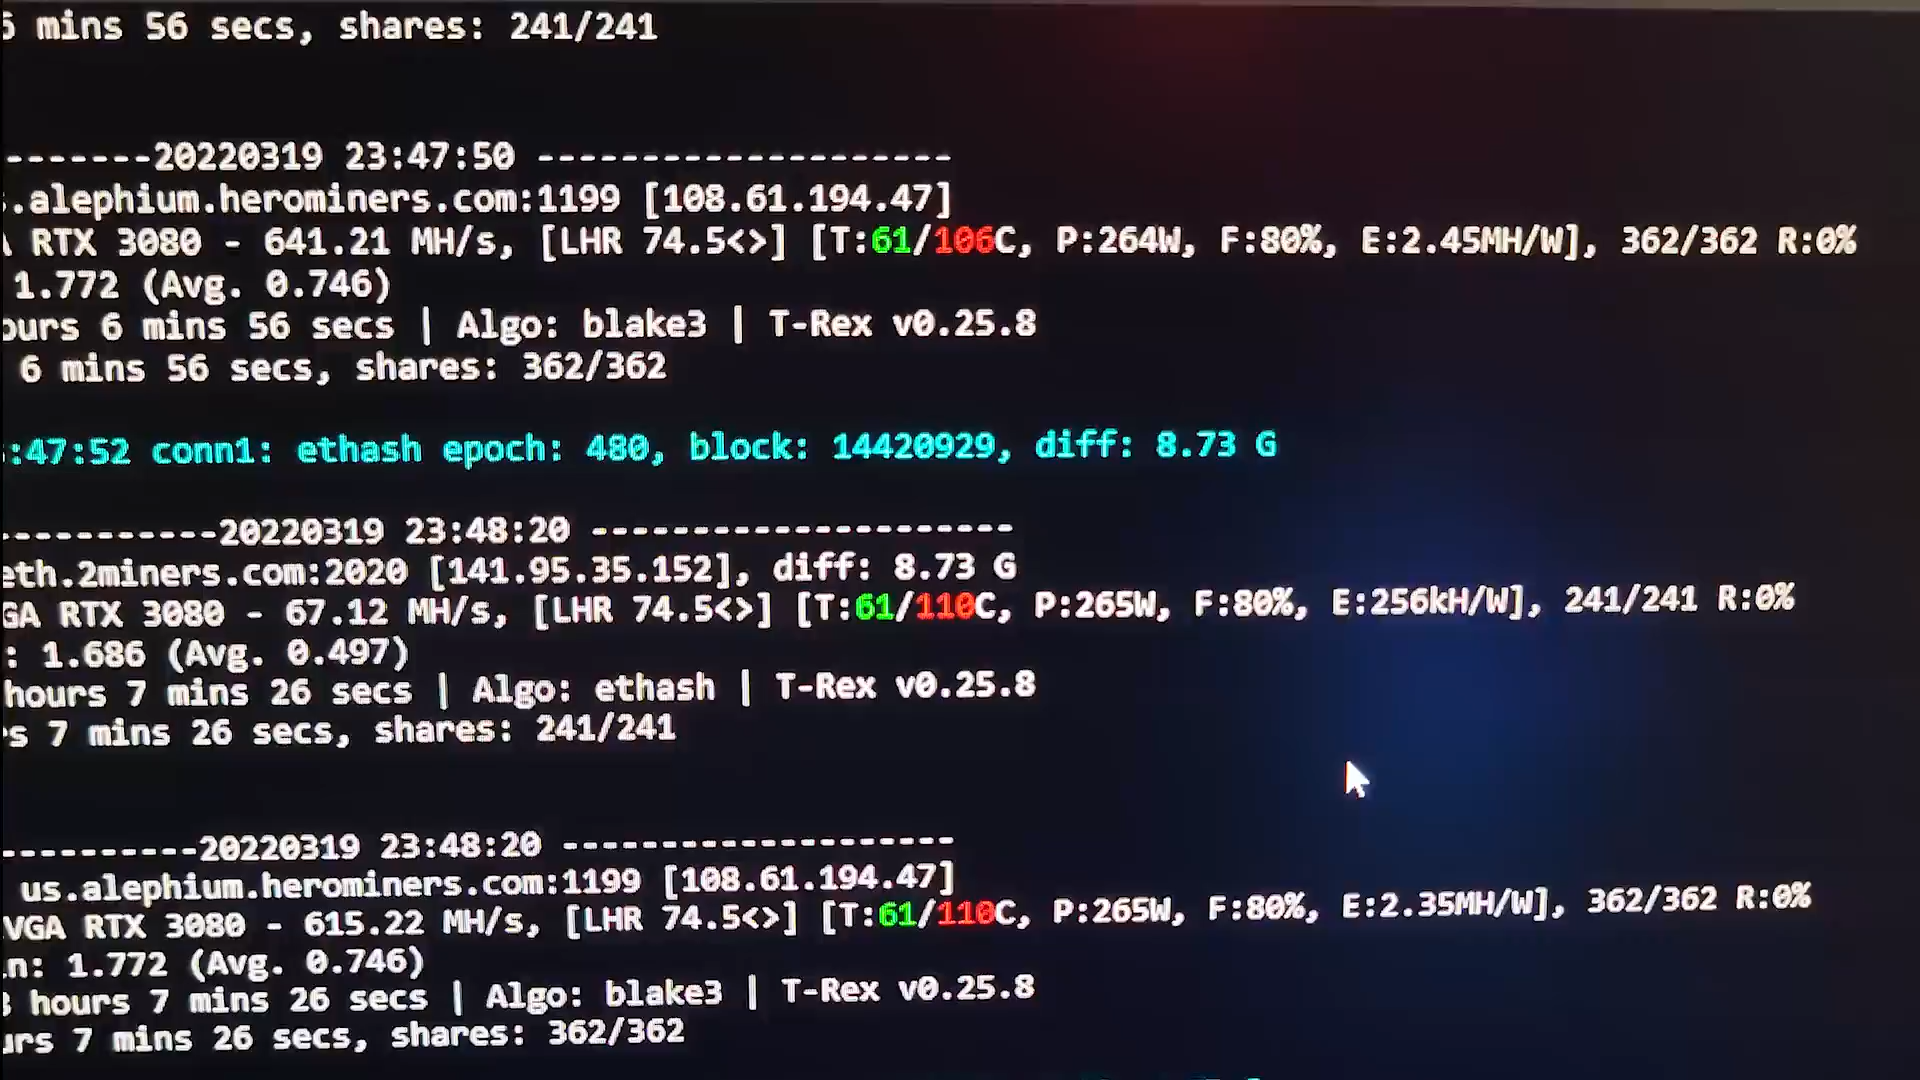 mins 56 secs, shares: 241/241
-------20220319 23:47:50 --------------------
.alephium.herominers.com:1199 [108.61.194.47]
RTX 3080 - 641.21 MH/s, [LHR 74.5<>] [T:61/106C, P:264W, F:80%, E:2.45MH/W], 362/362 R:0%
1.772 (Avg. 0.746)
ours 6 mins 56 secs | Algo: blake3 | T-Rex v0.25.8
6 mins 56 secs, shares: 362/362
:47:52 conn1: ethash epoch: 480, block: 14420929, diff: 8.73 G
-----------20220319 23:48:20 ---------------------
eth.2miners.com:2020 [141.95.35.152], diff: 8.73 G
GA RTX 3080 - 67.12 MH/s, [LHR 74.5<>] [T:61/110C, P:265W, F:80%, E:256kH/W], 241/241 R:0%
: 1.686 (Avg. 0.497)
hours 7 mins 26 secs | Algo: ethash | T-Rex v0.25.8
s 7 mins 26 secs, shares: 241/241
----------20220319 23:48:20 --------------------
us.alephium.herominers.com:1199 [108.61.194.47]
VGA RTX 3080 - 615.22 MH/s, [LHR 74.5<>] [T:61/110C, P:265W, F:80%, E:2.35MH/W], 362/362 R:0%
n: 1.772 (Avg. 0.746)
hours 7 mins 26 secs | Algo: blake3 | T-Rex v0.25.8
urs 7 mins 26 secs, shares: 362/362